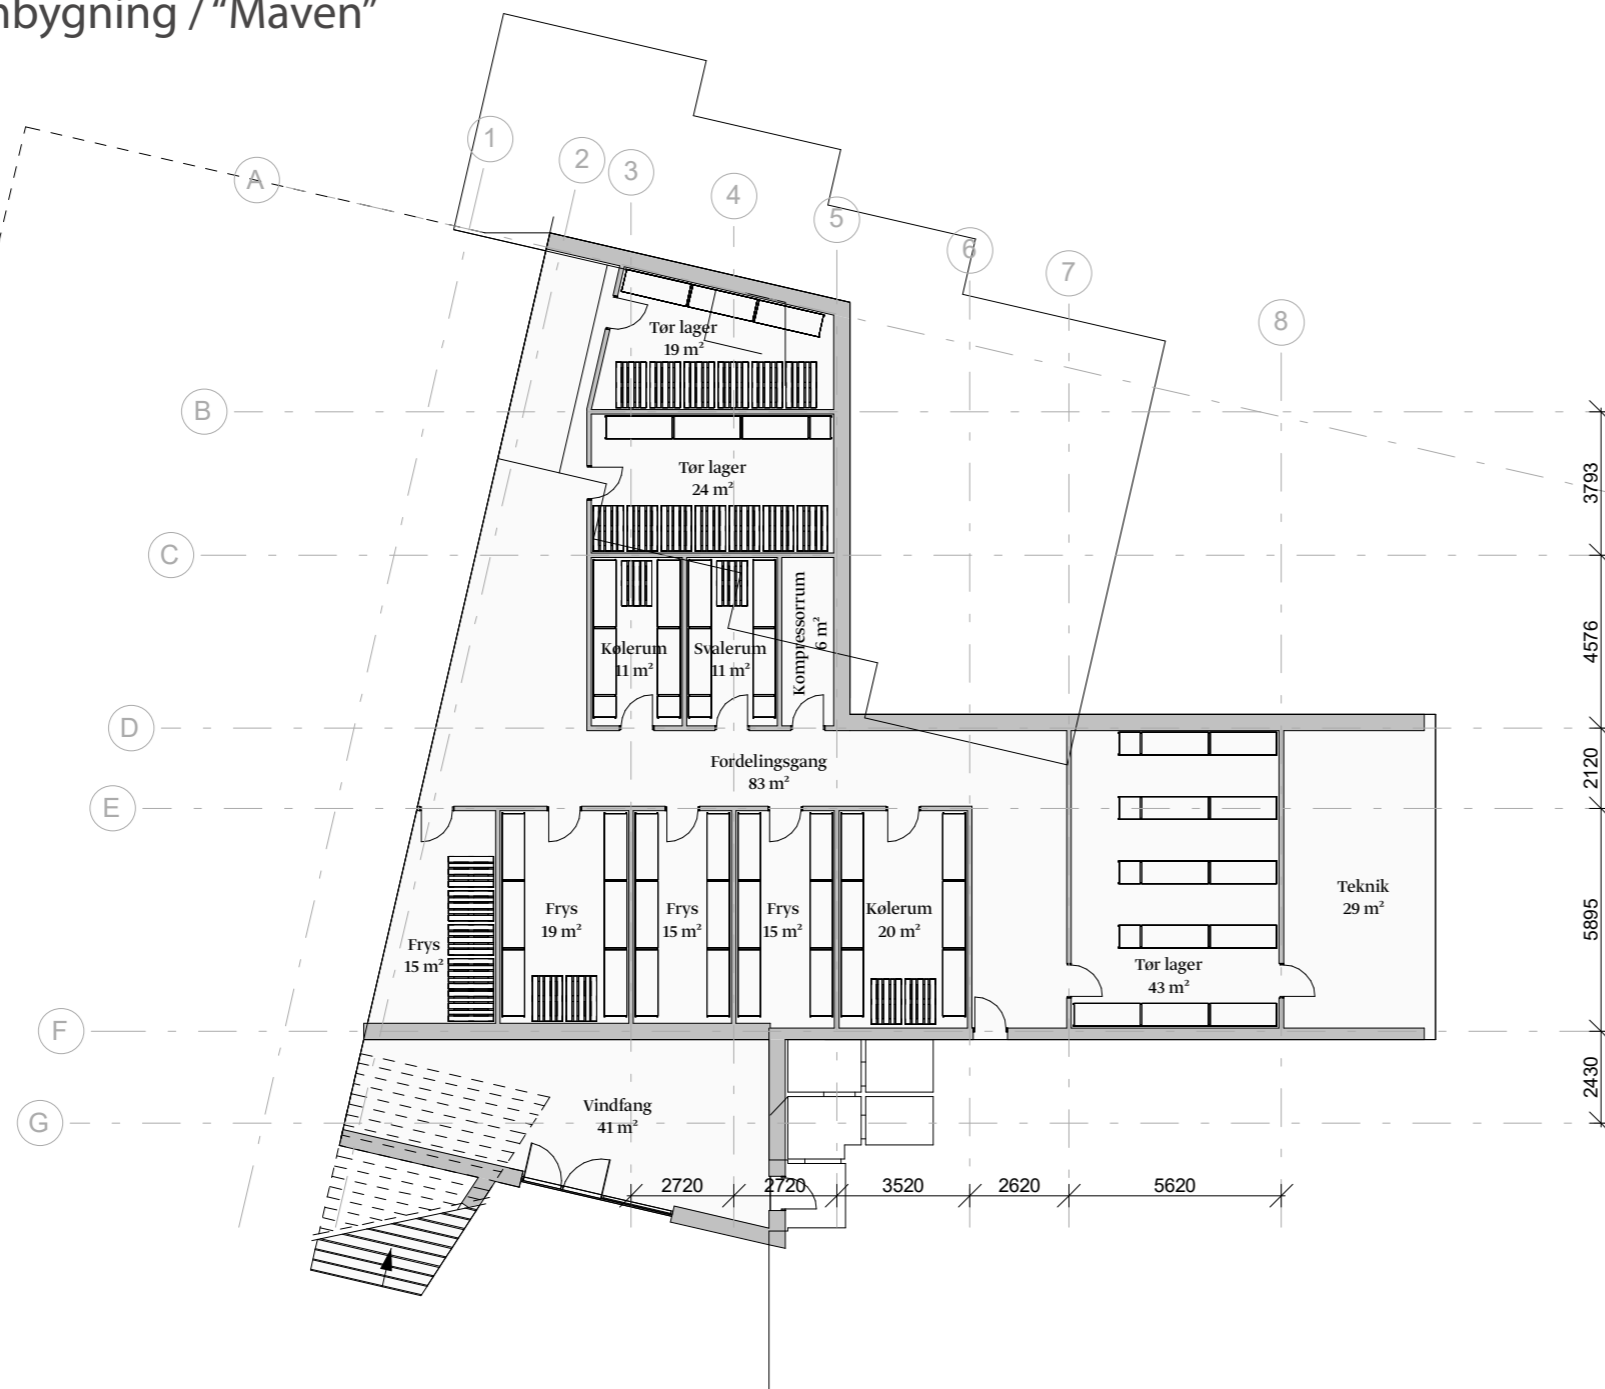 nbygning / “Maven”
1
2
3
4
5
6
7
8
A
B
C
D
E
F
G
Tør lager
19 m²
Tør lager
24 m²
Kølerum
11 m²
Svalerum
11 m²
Kompressorrum
6 m²
Fordelingsgang
83 m²
Frys
15 m²
Frys
19 m²
Frys
15 m²
Frys
15 m²
Kølerum
20 m²
Tør lager
43 m²
Teknik
29 m²
Vindfang
41 m²
3793
4576
2120
5895
2430
2720
2720
3520
2620
5620